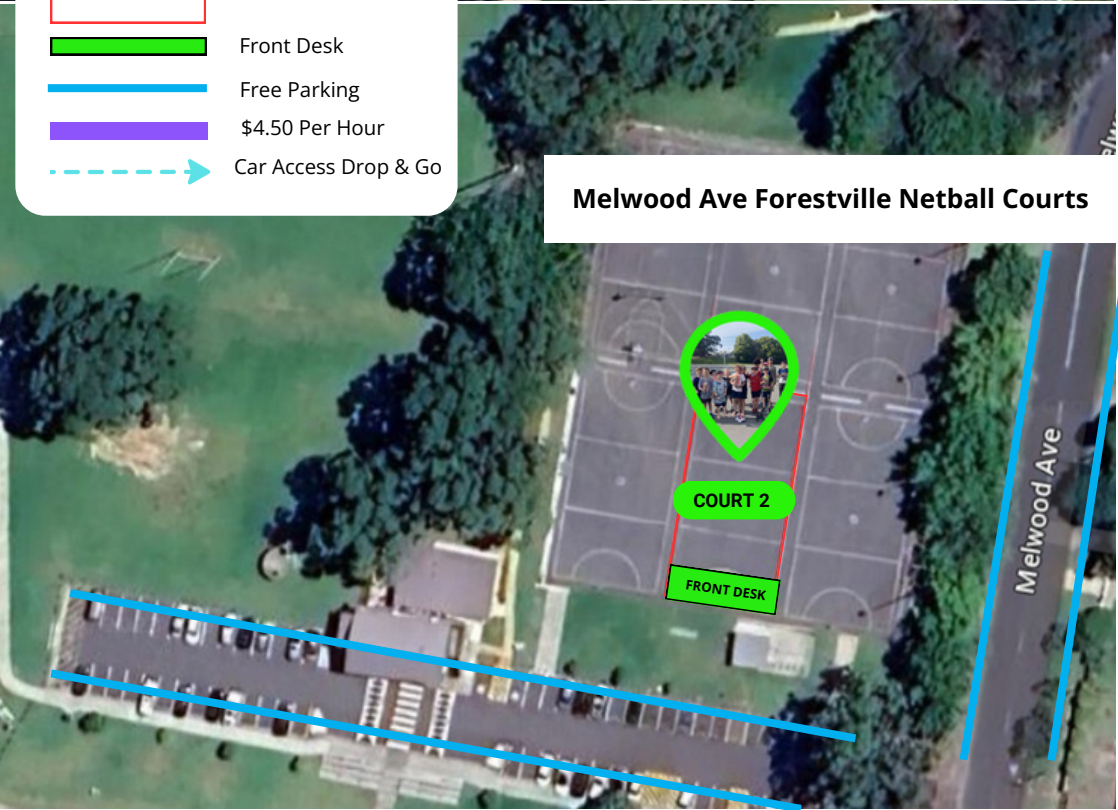 Front Desk
Free Parking
$4.50 Per Hour
Car Access Drop & Go
Melwood Ave Forestville Netball Courts
COURT 2
FRONT DESK
Melwood Ave